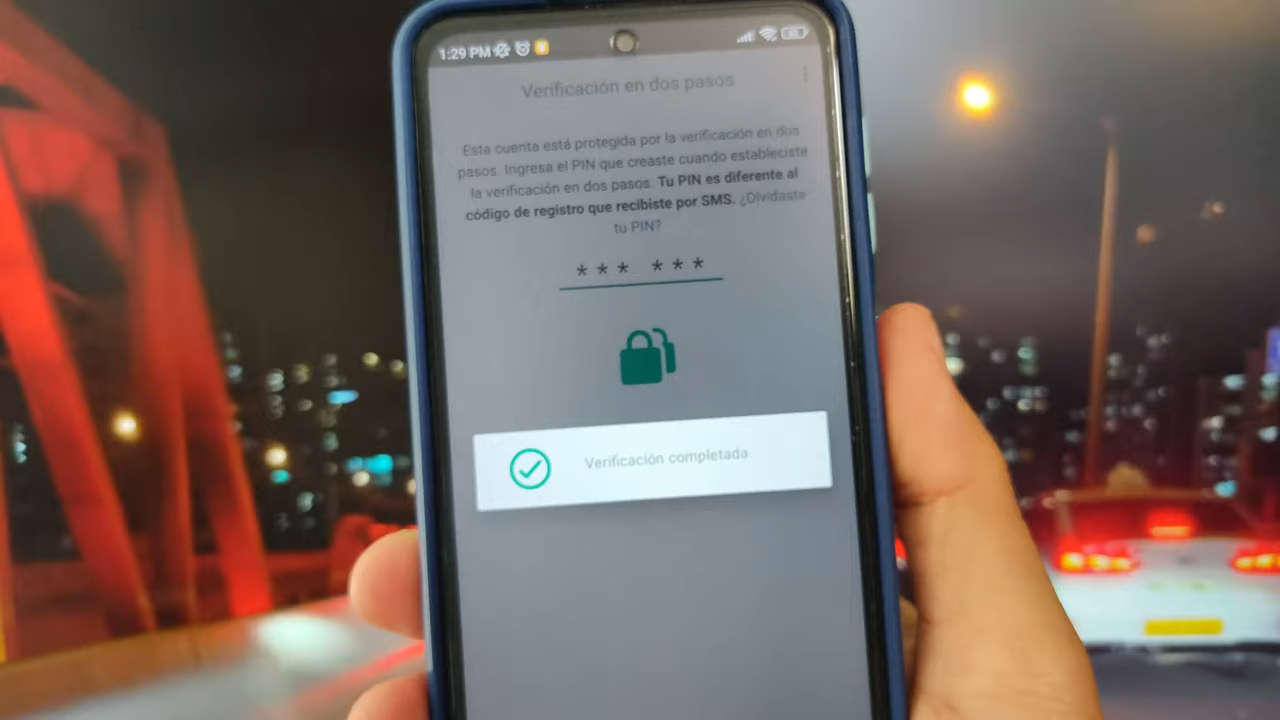 1:29 PM
Verificación en dos pasos
Esta cuenta está protegida por la verificación en dos
pasos. Ingresa el PIN que creaste cuando estableciste
la verificación en dos pasos. Tu PIN es diferente al
código de registro que recibiste por SMS. ¿Olvidaste
tu PIN?
*** ***
Verificación completada